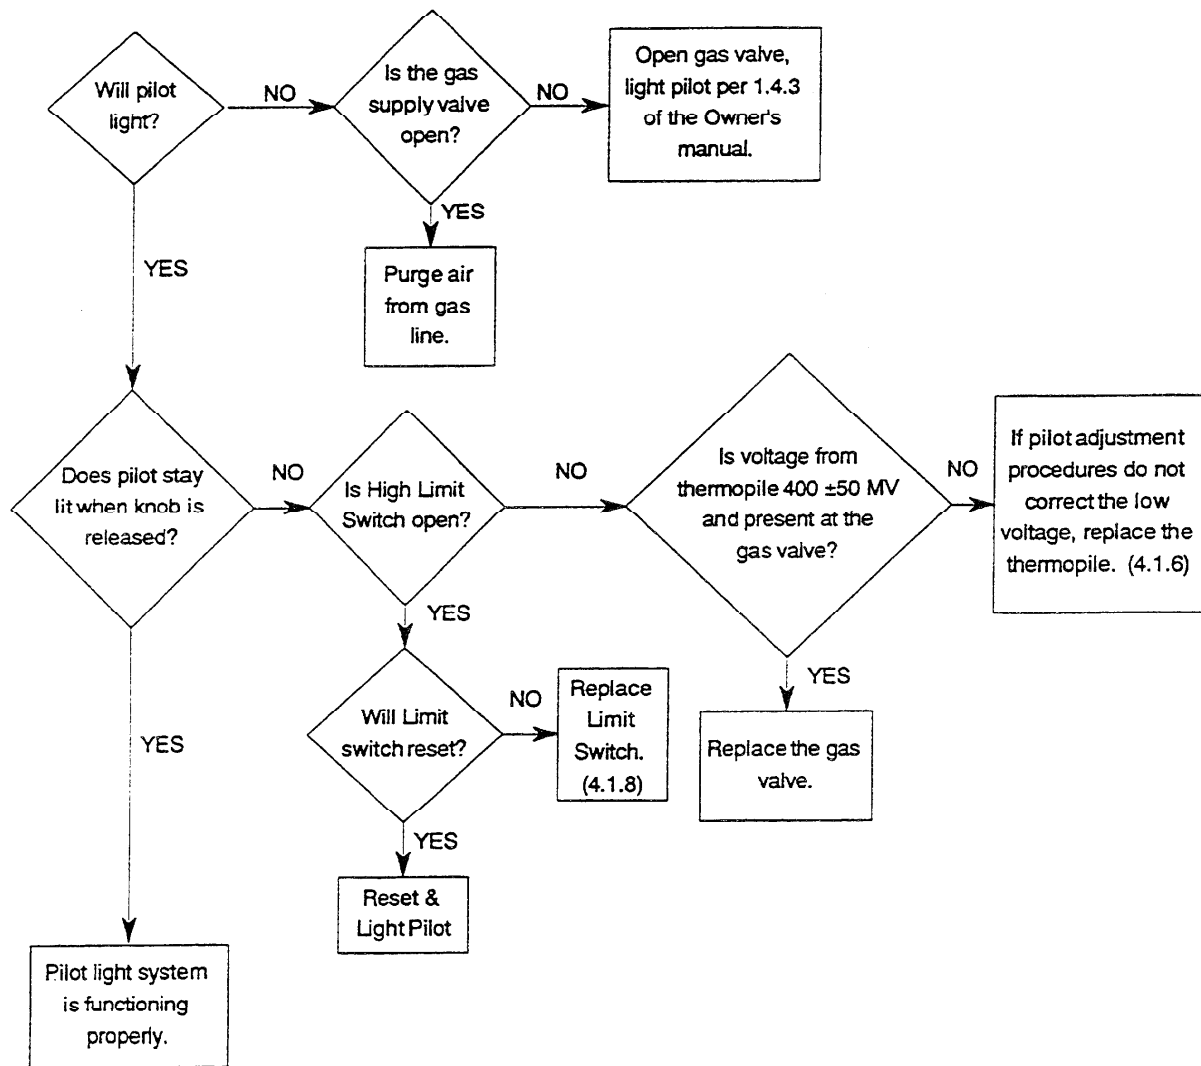 Will pilot
light?
NO
Is the gas
supply valve
open?
NO
Open gas valve,
light pilot per 1.4.3
of the Owner's
manual.
YES
Purge air
from gas
line.
YES
Does pilot stay
lit when knob is
released?
NO
Is High Limit
Switch open?
NO
Is voltage from
thermopile 400 ±50 MV
and present at the
gas valve?
NO
If pilot adjustment
procedures do not
correct the low
voltage, replace the
thermopile. (4.1.6)
YES
Will Limit
switch reset?
NO
Replace
Limit
Switch.
(4.1.8)
YES
Replace the gas
valve.
YES
Reset &
Light Pilot
YES
Pilot light system
is functioning
properly.